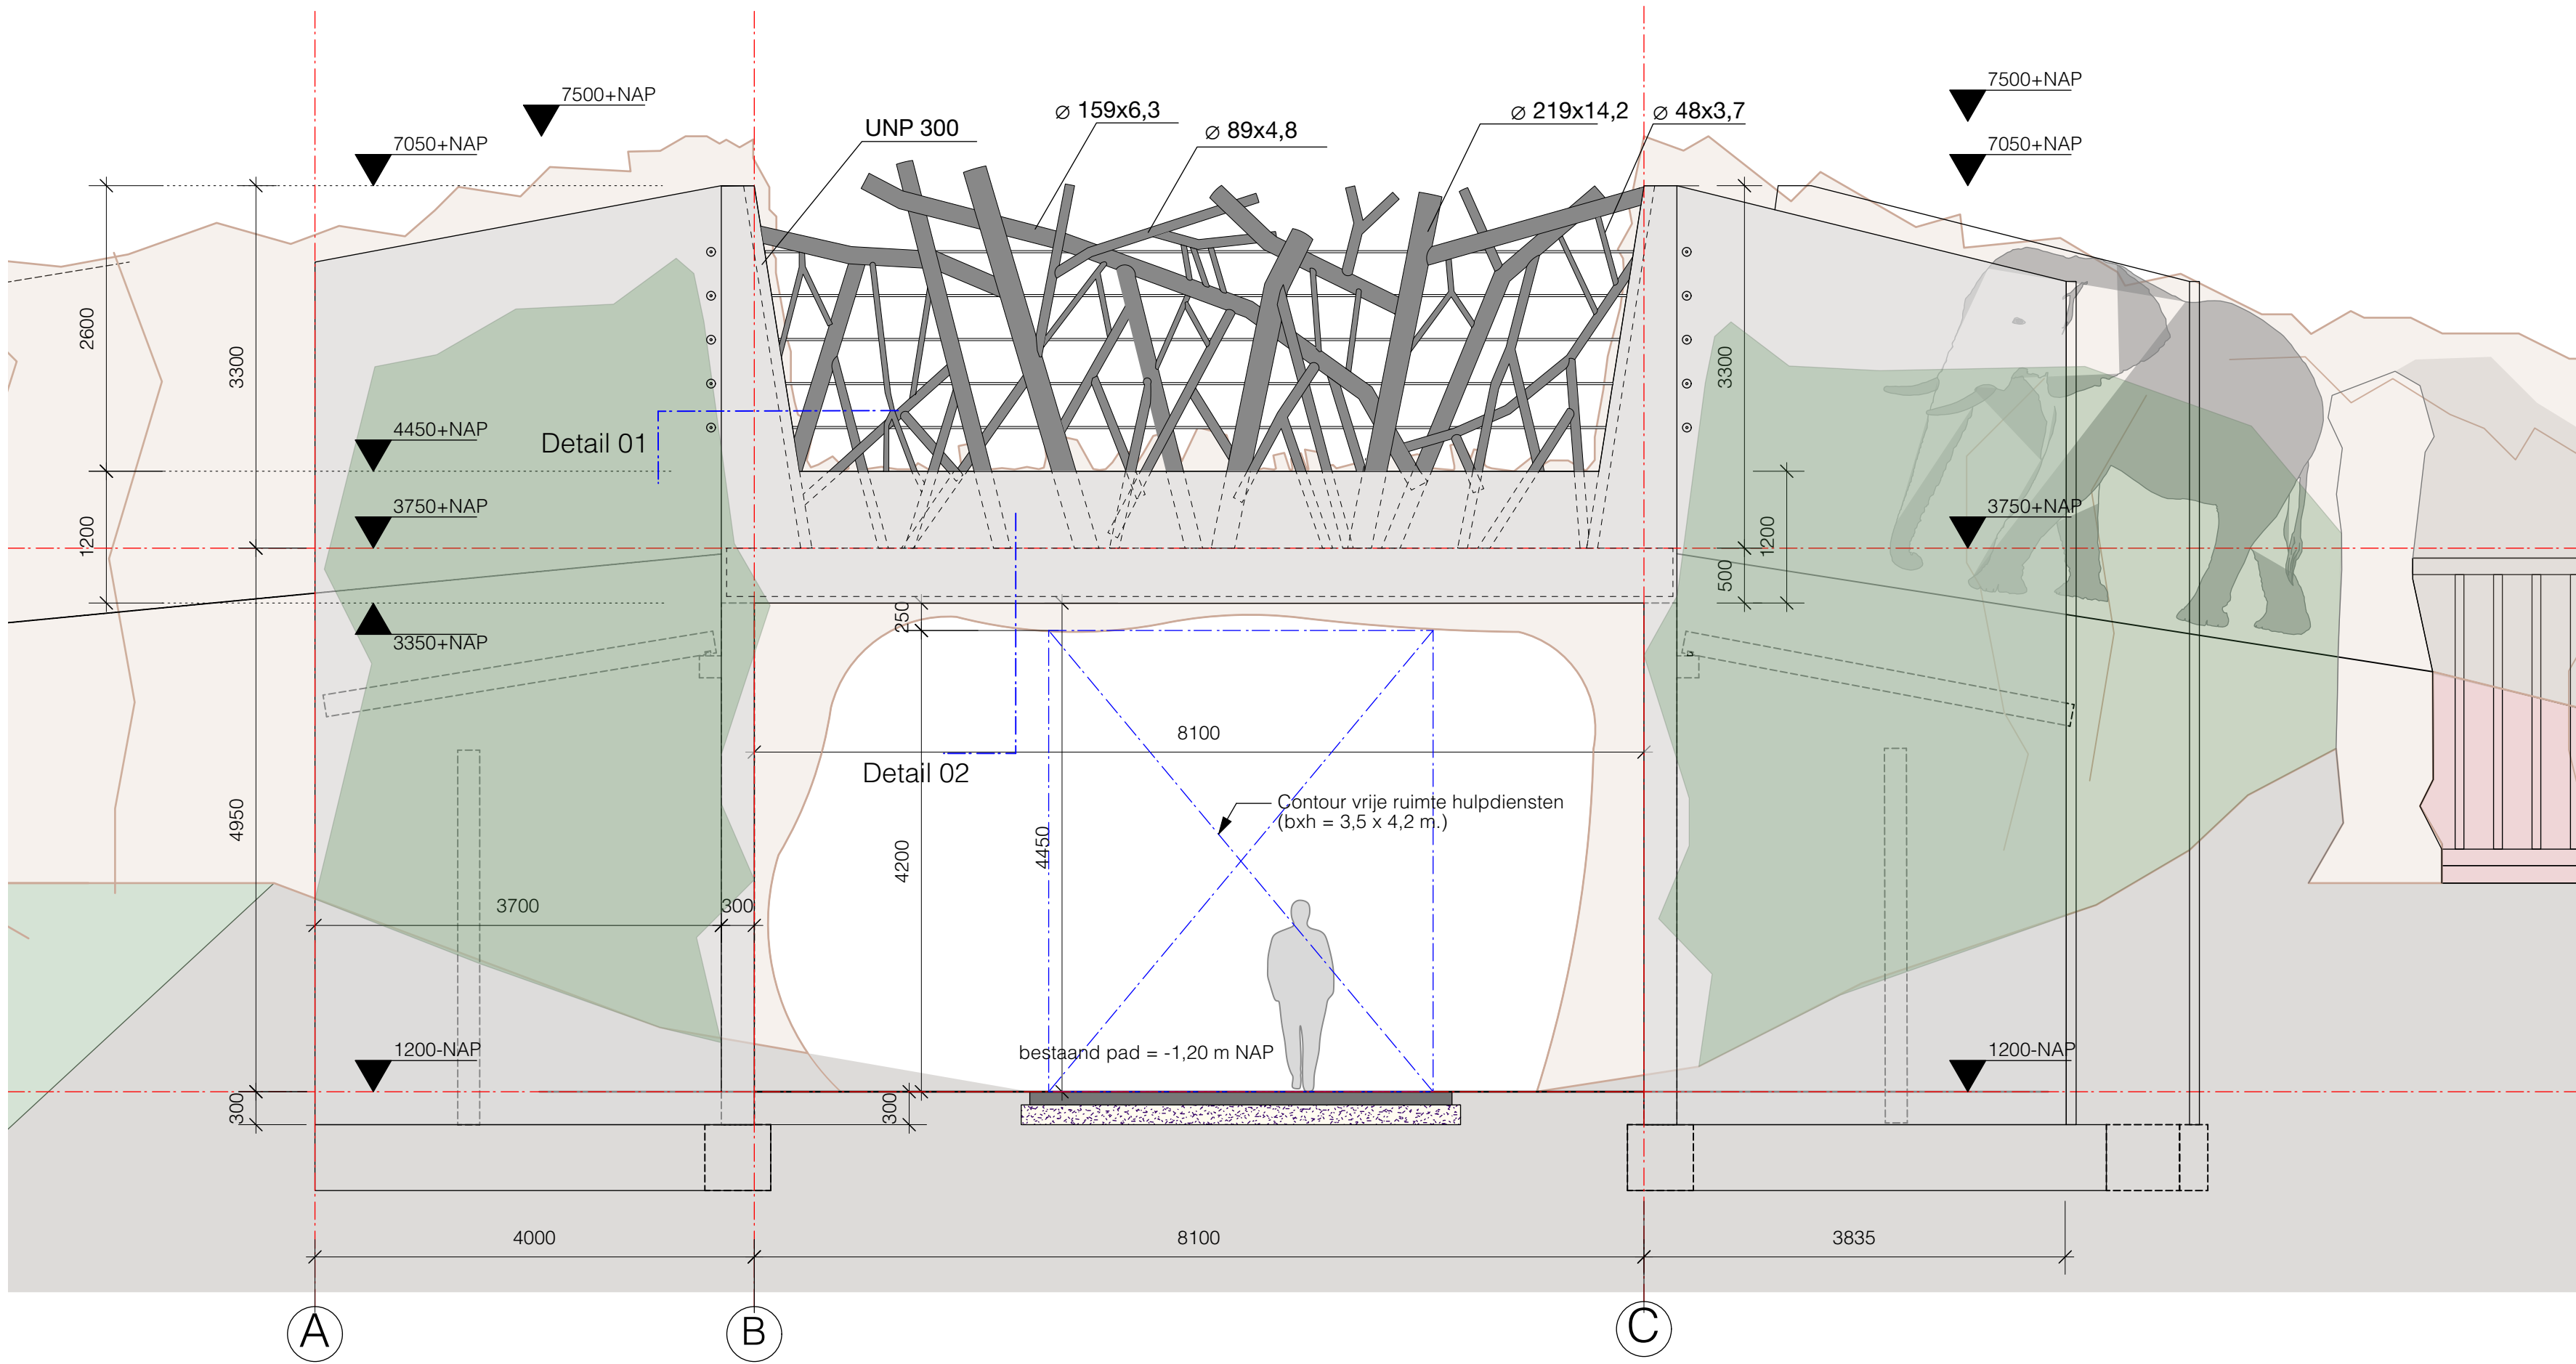 7500+NAP
7050+NAP
UNP 300
⌀ 159x6,3
⌀ 89x4,8
⌀ 219x14,2
⌀ 48x3,7
7500+NAP
7050+NAP
2600
3300
3300
4450+NAP
Detail 01
3750+NAP
3750+NAP
1200
1200
500
250
3350+NAP
8100
Detail 02
Contour vrije ruimte hulpdiensten
(bxh = 3,5 x 4,2 m.)
4950
4200
4450
3700
300
1200-NAP
bestaand pad = -1,20 m NAP
1200-NAP
300
300
4000
8100
3835
A
B
C